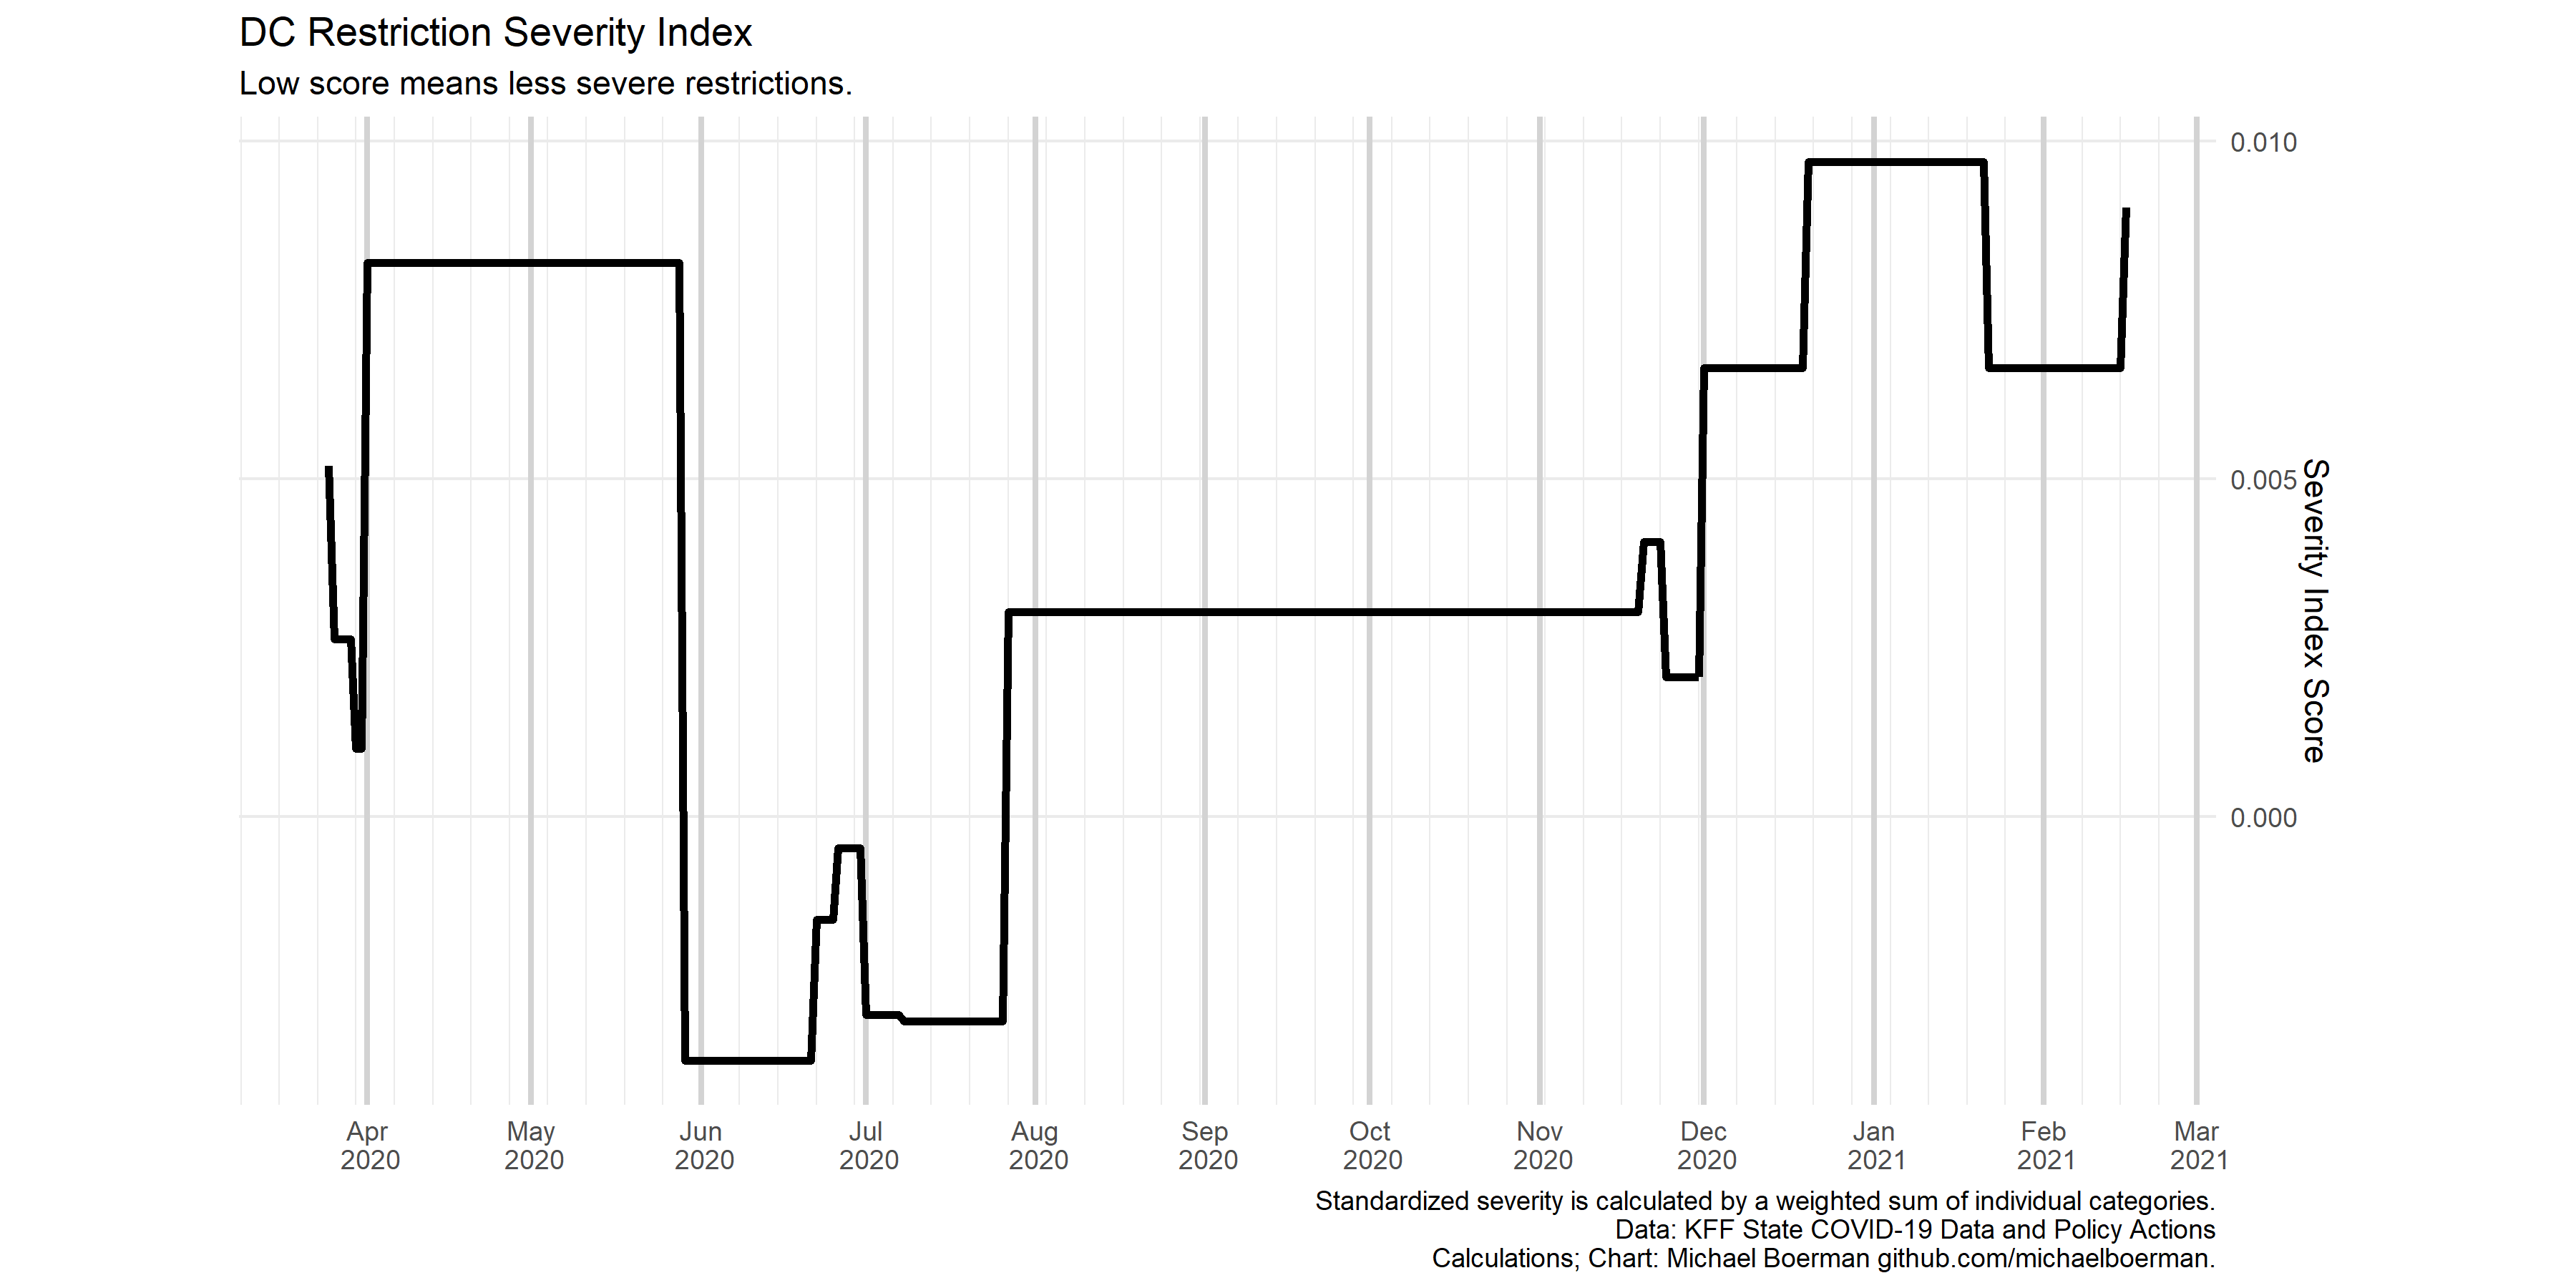 DC Restriction Severity Index
Low score means less severe restrictions.
0.010
0.005
0.000
Severity Index Score
Apr 2020
May 2020
Jun 2020
Jul 2020
Aug 2020
Sep 2020
Oct 2020
Nov 2020
Dec 2020
Jan 2021
Feb 2021
Mar 2021
Standardized severity is calculated by a weighted sum of individual categories.
Data: KFF State COVID-19 Data and Policy Actions
Calculations; Chart: Michael Boerman github.com/michaelboerman.